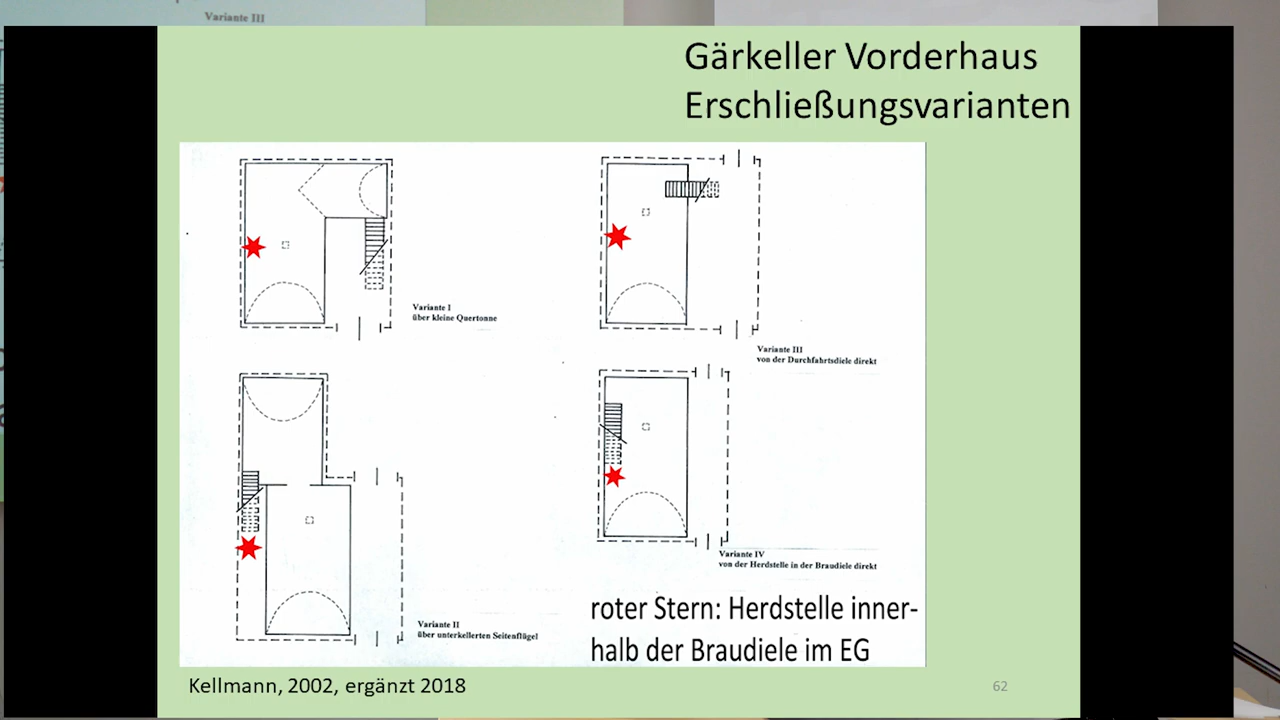 Variante III
Gärkeller Vorderhaus
Erschließungsvarianten
Variante I
über kleine Quertonne
Variante III
von der Durchfahrtsdiele direkt
Variante II
über unterkellerten Seitenflügel
Variante IV
von der Herdstelle in der Braudiele direkt
roter Stern: Herdstelle inner-
halb der Braudiele im EG
Kellmann, 2002, ergänzt 2018
62